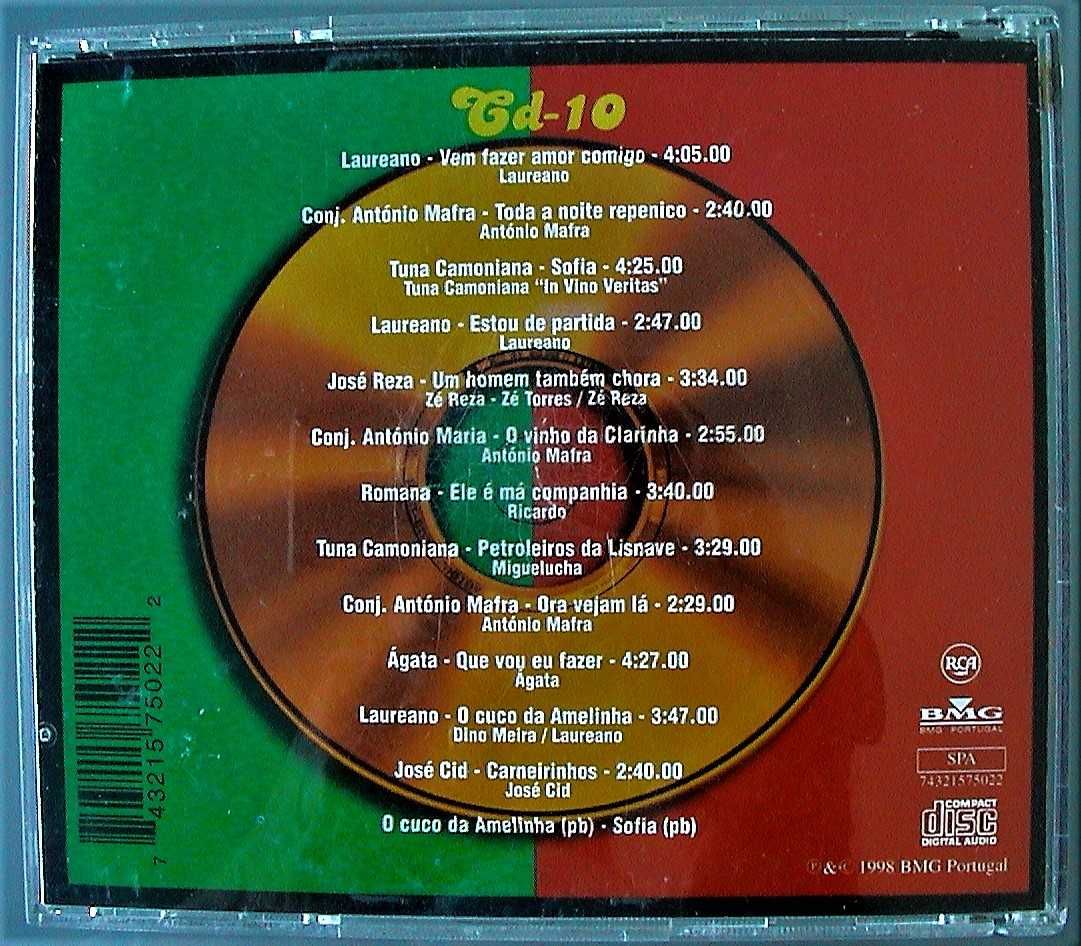 Cd-10
Laureano - Vem fazer amor comigo - 4:05.00
Laureano
Conj. António Mafra - Toda a noite repenico - 2:40.00
António Mafra
Tuna Camoniana - Sofia - 4:25.00
Tuna Camoniana "In Vino Veritas"
Laureano - Estou de partida - 2:47.00
Laureano
José Reza - Um homem também chora - 3:34.00
Zé Reza - Zé Torres / Zé Reza
Conj. António Maria - O vinho da Clarinha - 2:55.00
António Mafra
Romana - Ele é má companhia - 3:40.00
Ricardo
Tuna Camoniana - Petroleiros da Lisnave - 3:29.00
Miguelucha
Conj. António Mafra - Ora vejam lá - 2:29.00
António Mafra
Ágata - Que vou eu fazer - 4:27.00
Ágata
Laureano - O cuco da Amelinha - 3:47.00
Dino Meira / Laureano
José Cid - Carneirinhos - 2:40.00
José Cid
O cuco da Amelinha (pb) - Sofia (pb)
7 43215 75022 2
RCA
BMG
BMG PORTUGAL
SPA
74321575022
COMPACT
disc
DIGITAL AUDIO
℗ & © 1998 BMG Portugal